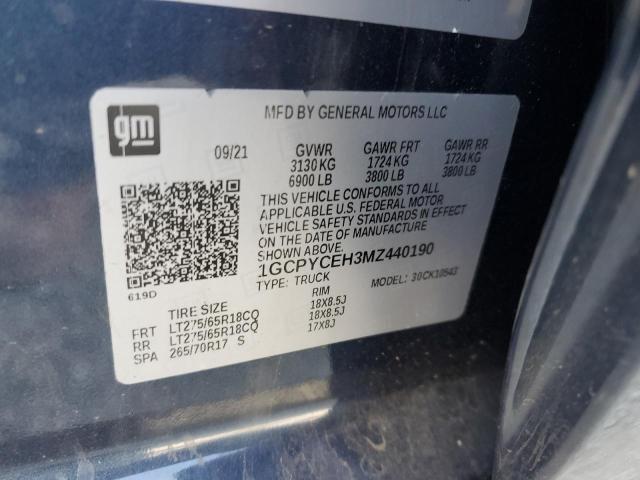 gm
MFD BY GENERAL MOTORS LLC
09/21 GVWR GAWR FRT GAWR RR
3130 KG 1724 KG 1724 KG
6900 LB 3800 LB 3800 LB
THIS VEHICLE CONFORMS TO ALL
APPLICABLE U.S. FEDERAL MOTOR
VEHICLE SAFETY STANDARDS IN EFFECT
ON THE DATE OF MANUFACTURE
SHOWN ABOVE.
1GCPYCEH3MZ440190
TYPE: TRUCK MODEL: 30CK10543
619D
TIRE SIZE RIM
FRT LT275/65R18CQ 18X8.5J
RR LT275/65R18CQ 18X8.5J
SPA 265/70R17 S 17X8J